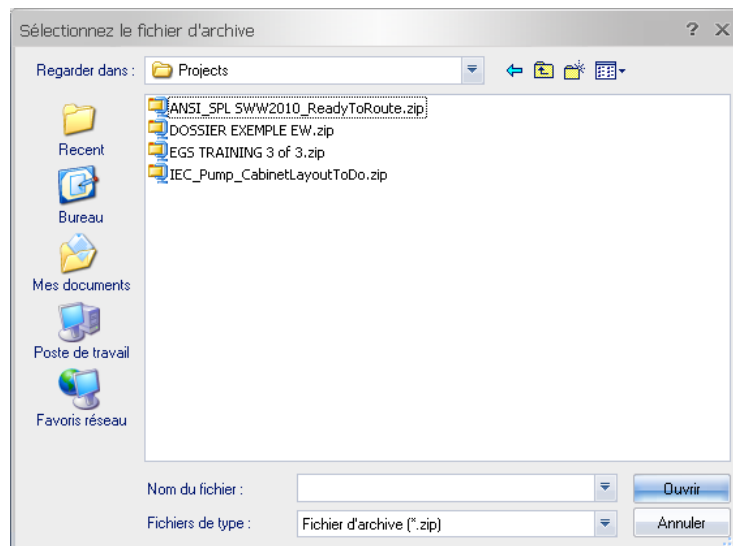 Sélectionnez le fichier d'archive
Regarder dans :
Projects
Recent
Bureau
Mes documents
Poste de travail
Favoris réseau
ANSI_SPL SWW2010_ReadyToRoute.zip
DOSSIER EXEMPLE EW.zip
EGS TRAINING 3 of 3.zip
IEC_Pump_CabinetLayoutToDo.zip
Nom du fichier :
Ouvrir
Fichiers de type :
Fichier d'archive (*.zip)
Annuler